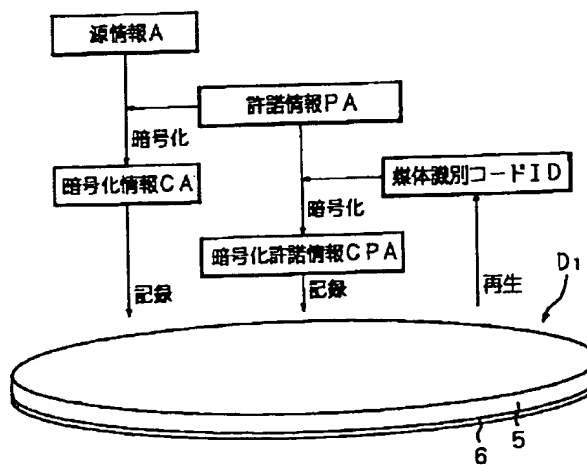 源情報A
許諾情報PA
暗号化
暗号化情報CA
媒体識別コードID
暗号化
暗号化許諾情報CPA
記録
記録
再生
D1
5
6